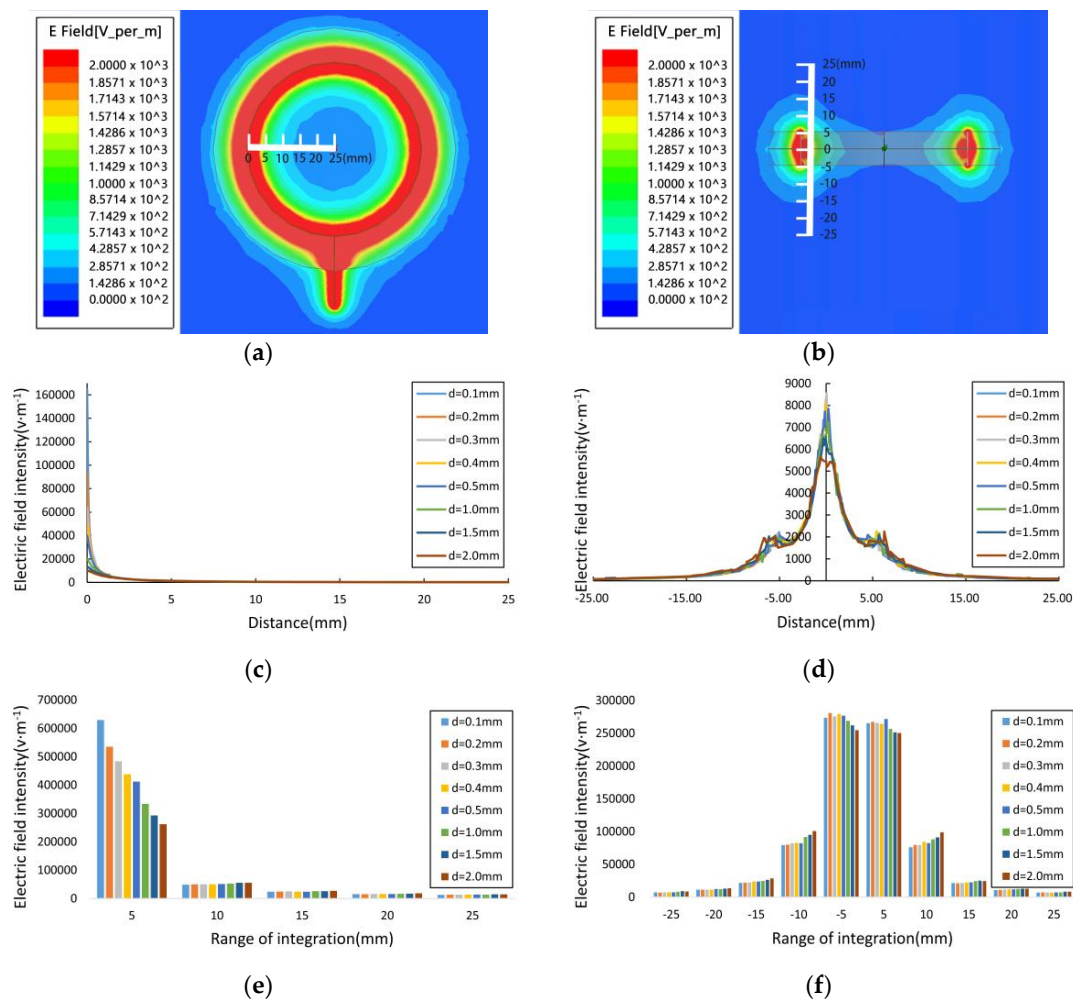 E Field[V_per_m]
2.0000 x 10^3
1.8571 x 10^3
1.7143 x 10^3
1.5714 x 10^3
1.4286 x 10^3
1.2857 x 10^3
1.1429 x 10^3
1.0000 x 10^3
8.5714 x 10^2
7.1429 x 10^2
5.7143 x 10^2
4.2857 x 10^2
2.8571 x 10^2
1.4286 x 10^2
0.0000 x 10^2
0 5 10 15 20 25(mm)
(a)
E Field[V_per_m]
2.0000 x 10^3
1.8571 x 10^3
1.7143 x 10^3
1.5714 x 10^3
1.4286 x 10^3
1.2857 x 10^3
1.1429 x 10^3
1.0000 x 10^3
8.5714 x 10^2
7.1429 x 10^2
5.7143 x 10^2
4.2857 x 10^2
2.8571 x 10^2
1.4286 x 10^2
0.0000 x 10^2
25(mm)
20
15
10
5
0
-5
-10
-15
-20
-25
(b)
Electiric field intensity(v·m⁻¹)
160000
140000
120000
100000
80000
60000
40000
20000
0
0 5 10 15 20 25
Distance(mm)
d=0.1mm
d=0.2mm
d=0.3mm
d=0.4mm
d=0.5mm
d=1.0mm
d=1.5mm
d=2.0mm
(c)
Electric field intensity(v·m⁻¹)
9000
8000
7000
6000
5000
4000
3000
2000
1000
0
-25.00 -15.00 -5.00 5.00 15.00 25.00
Distance(mm)
d=0.1mm
d=0.2mm
d=0.3mm
d=0.4mm
d=0.5mm
d=1.0mm
d=1.5mm
d=2.0mm
(d)
Electric field intensity(v·m⁻¹)
700000
600000
500000
400000
300000
200000
100000
0
5 10 15 20 25
Range of integration(mm)
d=0.1mm
d=0.2mm
d=0.3mm
d=0.4mm
d=0.5mm
d=1.0mm
d=1.5mm
d=2.0mm
(e)
Electric field intensity(v·m⁻¹)
300000
250000
200000
150000
100000
50000
0
-25 -20 -15 -10 -5 5 10 15 20 25
Range of integration(mm)
d=0.1mm
d=0.2mm
d=0.3mm
d=0.4mm
d=0.5mm
d=1.0mm
d=1.5mm
d=2.0mm
(f)